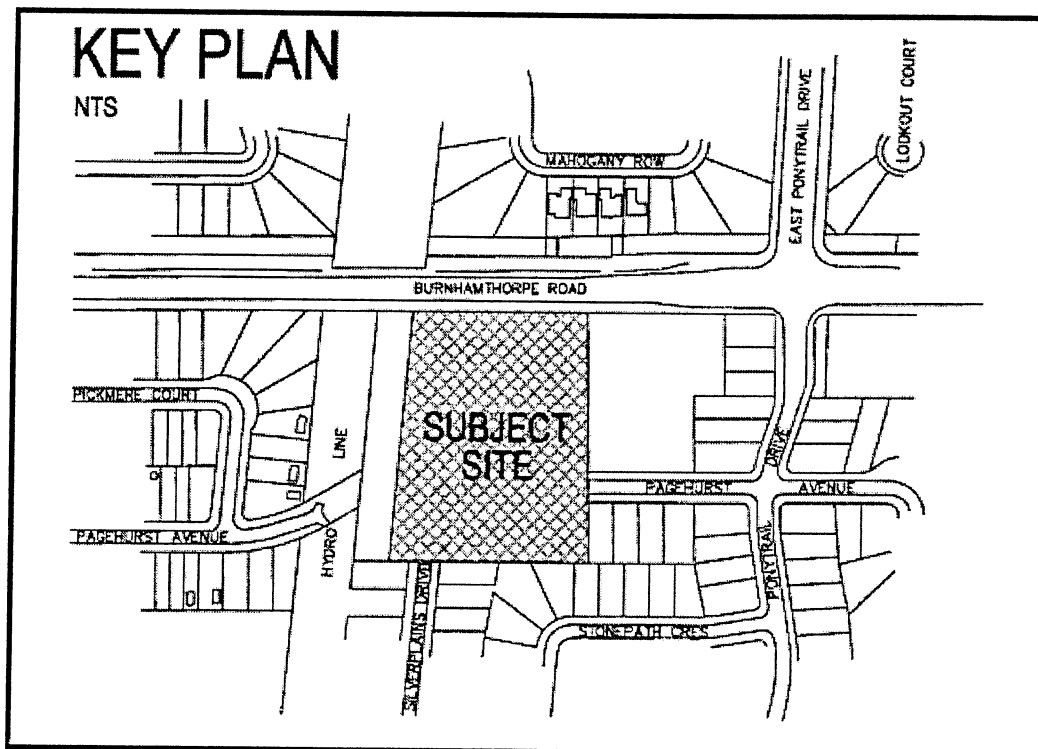 KEY PLAN
NTS
MAHOGANY ROW
EAST PONYTRAIL DRIVE
LOOKOUT COURT
BURNHAMTHORPE ROAD
PICKMERE COURT
SUBJECT
SITE
HYDRO LINE
PAGEHURST AVENUE
PAGEHURST AVENUE
PONYTRAIL DRIVE
SILVERPLAINS DRIVE
STONEPATH CRES